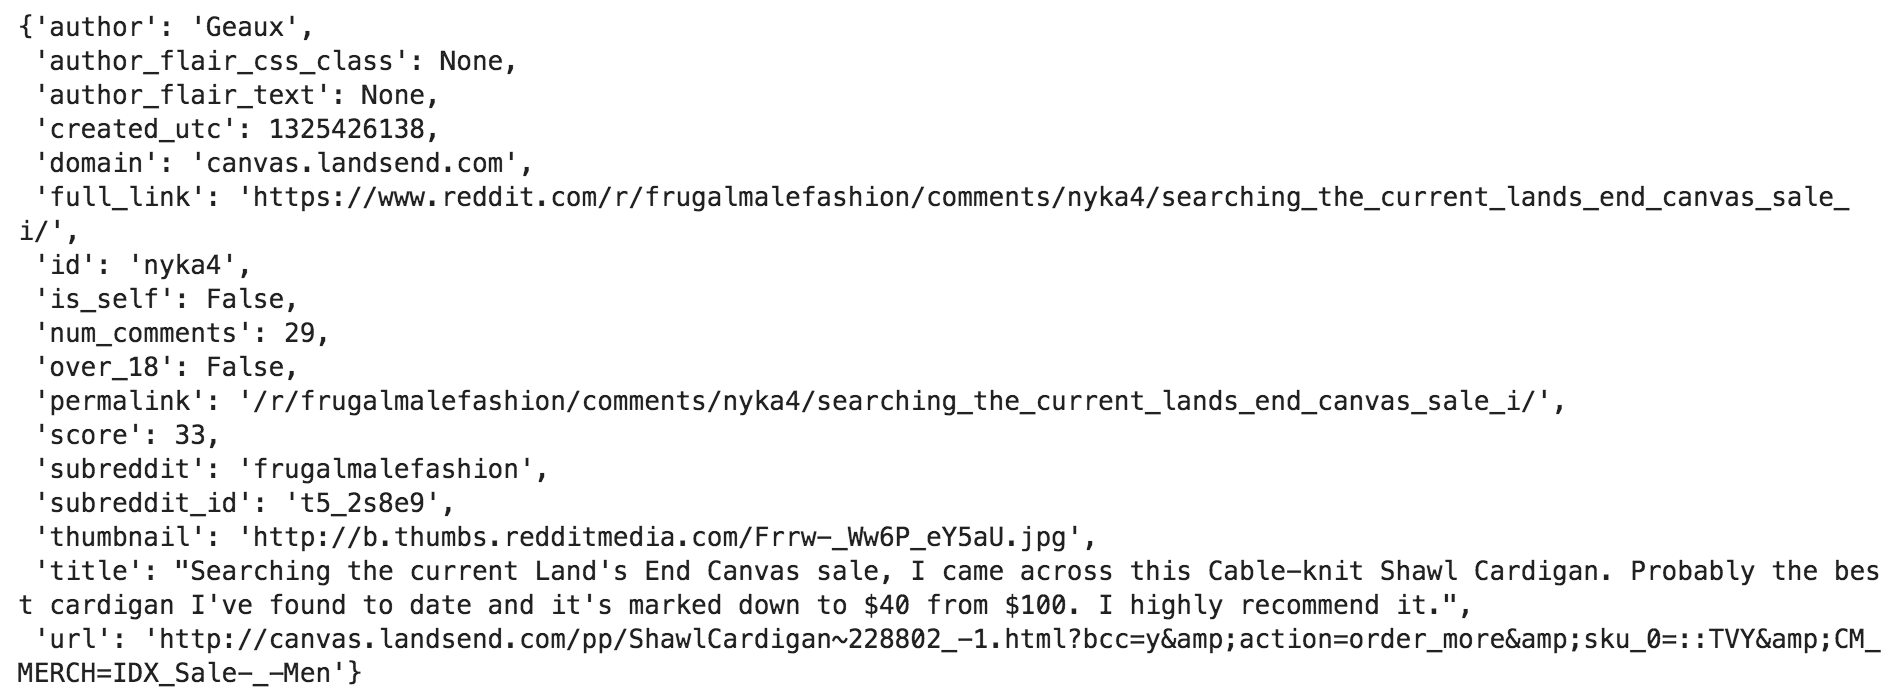 {'author': 'Geaux',
 'author_flair_css_class': None,
 'author_flair_text': None,
 'created_utc': 1325426138,
 'domain': 'canvas.landsend.com',
 'full_link': 'https://www.reddit.com/r/frugalmalefashion/comments/nyka4/searching_the_current_lands_end_canvas_sale_
i/',
 'id': 'nyka4',
 'is_self': False,
 'num_comments': 29,
 'over_18': False,
 'permalink': '/r/frugalmalefashion/comments/nyka4/searching_the_current_lands_end_canvas_sale_i/',
 'score': 33,
 'subreddit': 'frugalmalefashion',
 'subreddit_id': 't5_2s8e9',
 'thumbnail': 'http://b.thumbs.redditmedia.com/Frrw-_Ww6P_eY5aU.jpg',
 'title': "Searching the current Land's End Canvas sale, I came across this Cable-knit Shawl Cardigan. Probably the bes
t cardigan I've found to date and it's marked down to $40 from $100. I highly recommend it.",
 'url': 'http://canvas.landsend.com/pp/ShawlCardigan~228802_-1.html?bcc=y&amp;action=order_more&amp;sku_0=::TVY&amp;CM_
MERCH=IDX_Sale-_-Men'}